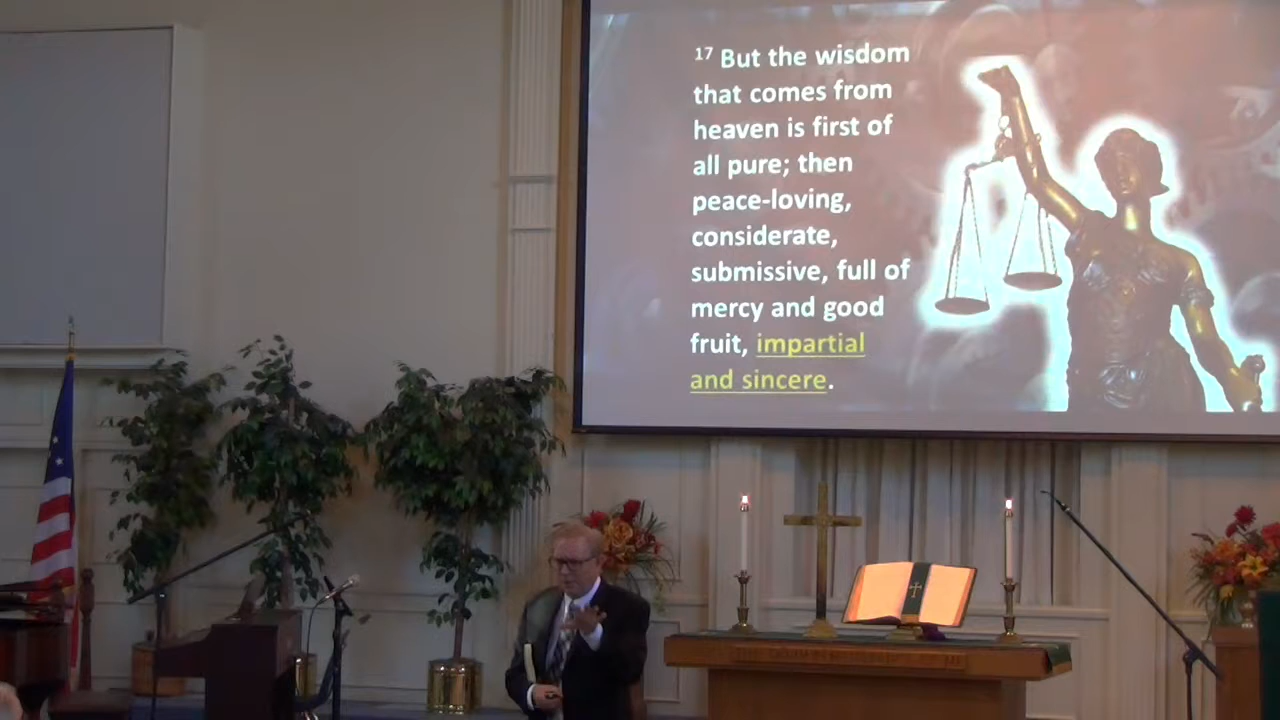 17 But the wisdom
that comes from
heaven is first of
all pure; then
peace-loving,
considerate,
submissive, full of
mercy and good
fruit, impartial
and sincere.